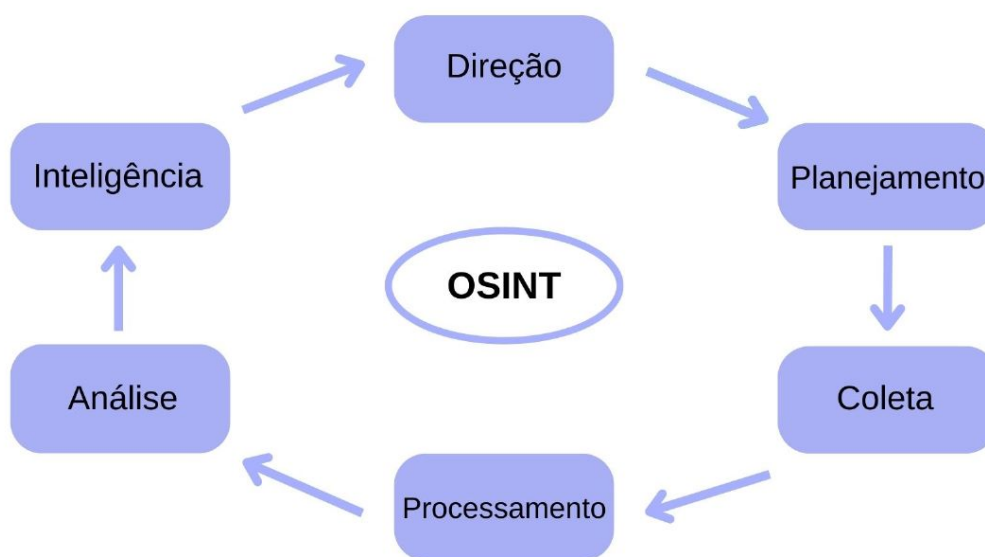 Direção
Planejamento
Coleta
Processamento
Análise
Inteligência
OSINT